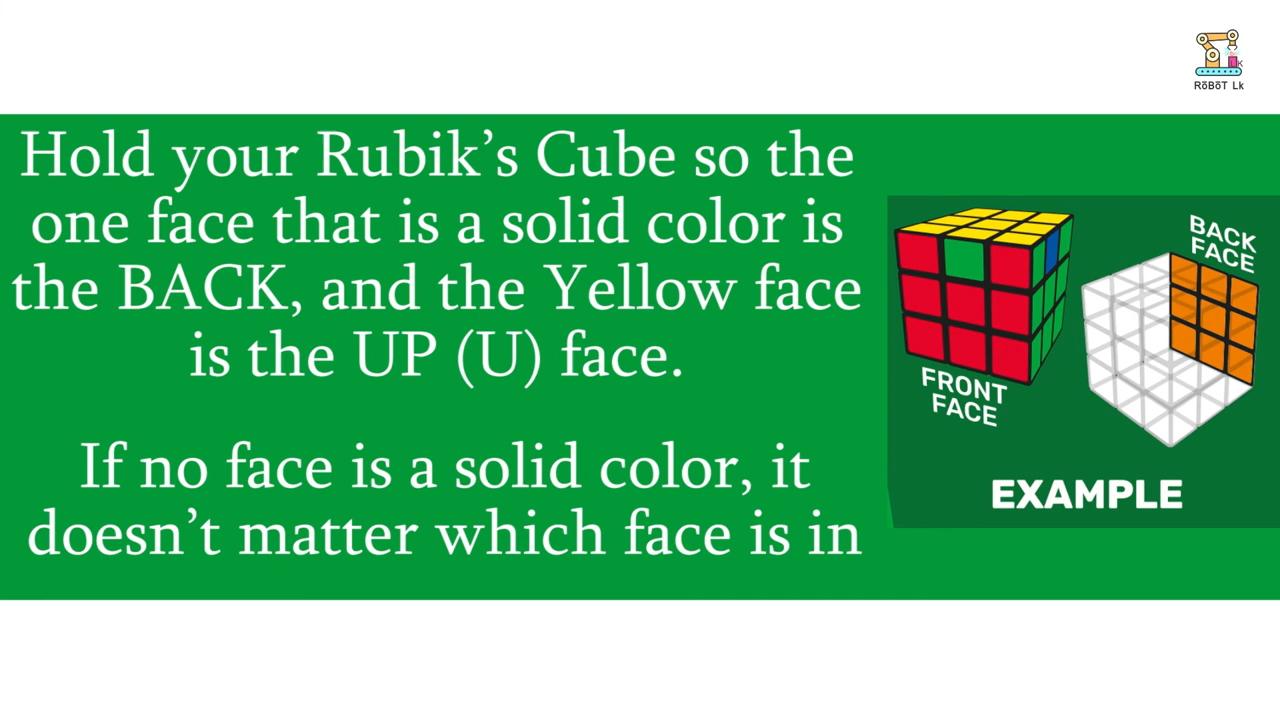 RōBōT Lk
Hold your Rubik’s Cube so the
one face that is a solid color is
the BACK, and the Yellow face
is the UP (U) face.
If no face is a solid color, it
doesn’t matter which face is in
FRONT
FACE
BACK
FACE
EXAMPLE